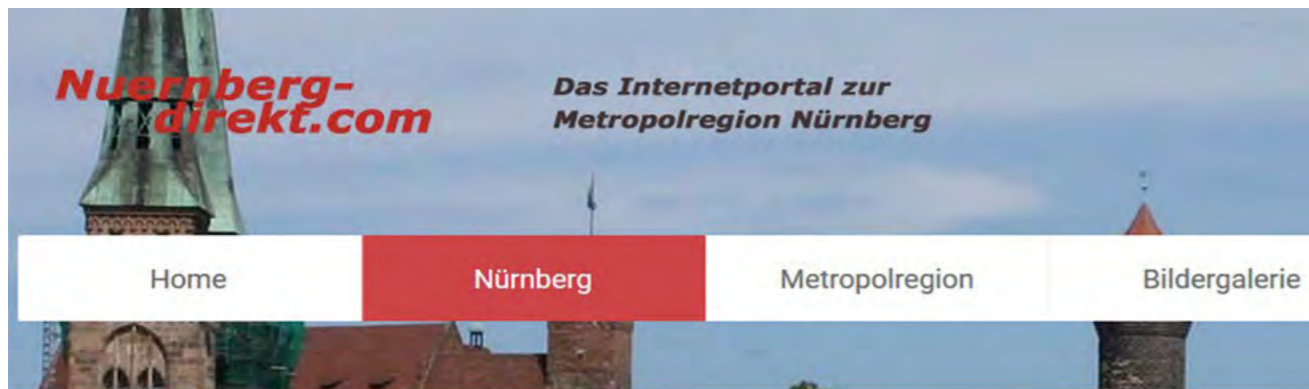 Nuernberg-
direkt.com
Das Internetportal zur
Metropolregion Nürnberg
Home
Nürnberg
Metropolregion
Bildergalerie